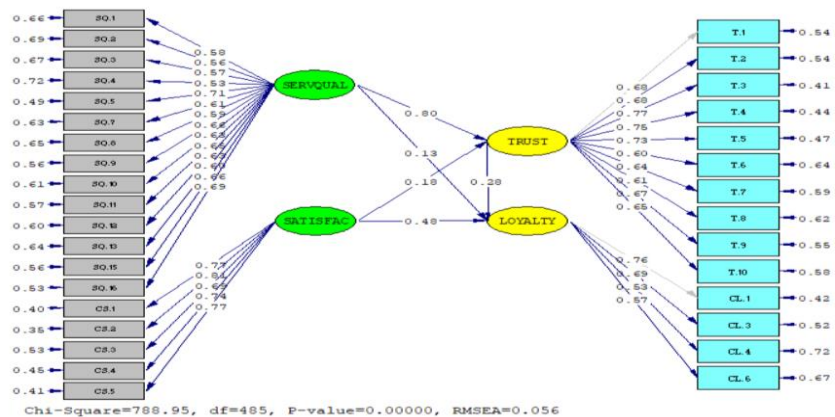 0.66 SQ.1
0.69 SQ.2
0.67 SQ.3
0.72 SQ.4
0.49 SQ.5
0.63 SQ.7
0.65 SQ.8
0.56 SQ.9
0.61 SQ.10
0.57 SQ.11
0.60 SQ.12
0.64 SQ.13
0.56 SQ.15
0.53 SQ.16
0.40 CS.1
0.35 CS.2
0.53 CS.3
0.45 CS.4
0.41 CS.5
0.58
0.56
0.57
0.53
0.71
0.61
0.59
0.66
0.63
0.60
0.66
0.69
0.77
0.81
0.69
0.74
0.77
SERVQUAL
SATISFAC
0.80
0.13
0.18
0.28
0.48
TRUST
LOYALTY
0.68
0.68
0.77
0.75
0.73
0.60
0.64
0.61
0.67
0.65
0.76
0.69
0.53
0.57
T.1 0.54
T.2 0.54
T.3 0.41
T.4 0.44
T.5 0.47
T.6 0.64
T.7 0.59
T.8 0.62
T.9 0.55
T.10 0.58
CL.1 0.42
CL.3 0.52
CL.4 0.72
CL.6 0.67
Chi-Square=788.95, df=485, P-value=0.00000, RMSEA=0.056